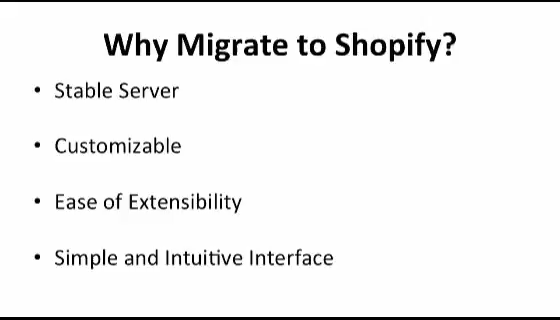 Why Migrate to Shopify?
• Stable Server
• Customizable
• Ease of Extensibility
• Simple and Intuitive Interface